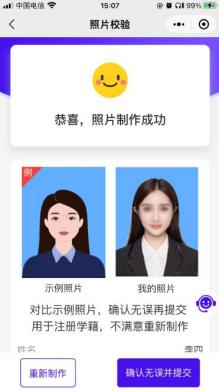 中国电信
15:07
71%
照片校验
恭喜，照片制作成功
例
示例照片
我的照片
对比示例照片，确认无误再提交
用于注册学籍，不满意重新制作
姓名
李四
重新制作
确认无误并提交